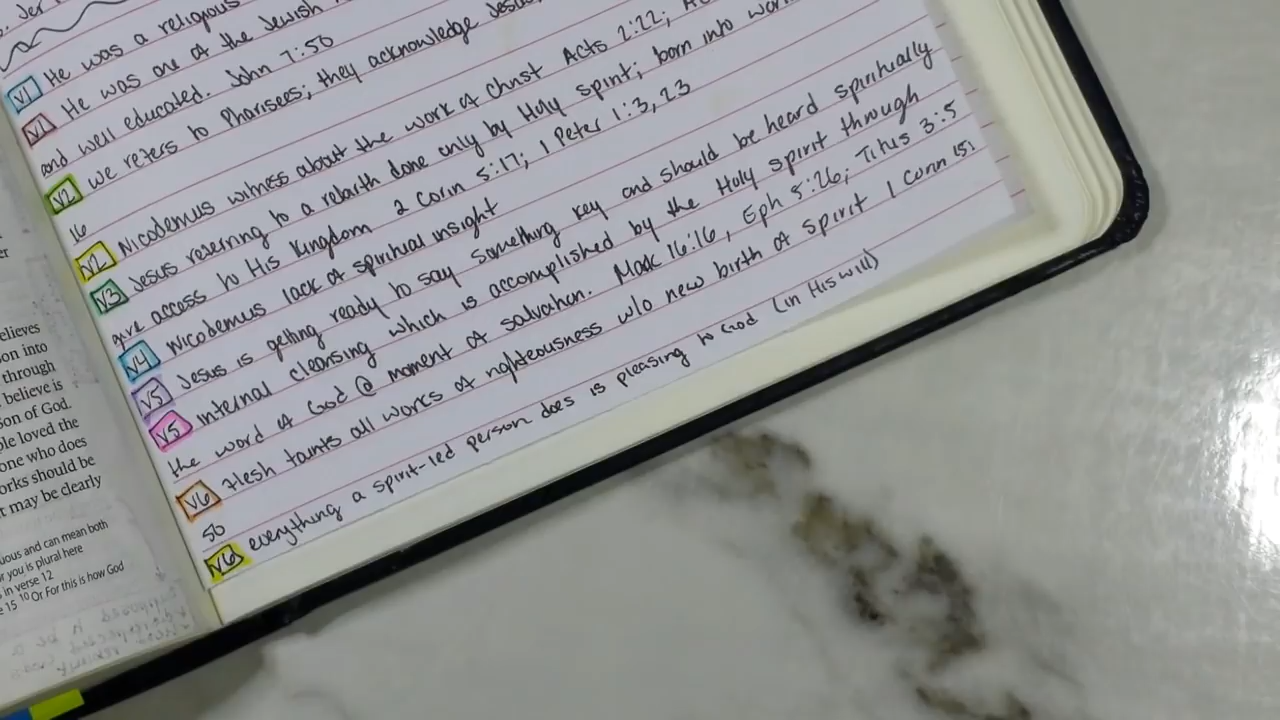 V1 He was a religious
V1 He was one of the Jewish
and well educated. John 7:50
V2 we refers to Pharisees; they acknowledge Jesus
V2 Nicodemus witness about the work of Christ Acts 2:22;
16
V3 Jesus referring to a rebirth done only by Holy Spirit; born into
give access to His Kingdom 2 Corin 5:17; 1 Peter 1:3, 23
V4 Nicodemus lack of spiritual insight
V5 Jesus is getting ready to say something key and should be heard spiritually
V5 Internal cleansing which is accomplished by the Holy spirit through
the word of God @ moment of salvation. Mark 16:16, Eph 5:26; Titus 3:5
V6 Flesh taints all works of righteousness w/o new birth of spirit 1 Corin 15:
50
V6 everything a spirit-led person does is pleasing to God (in His will)
elieves
son into
through
believe is
Son of God.
ple loved the
one who does
orks should be
t may be clearly
uous and can mean both
r you is plural here
in verse 12
e 15 10 Or For this is how God